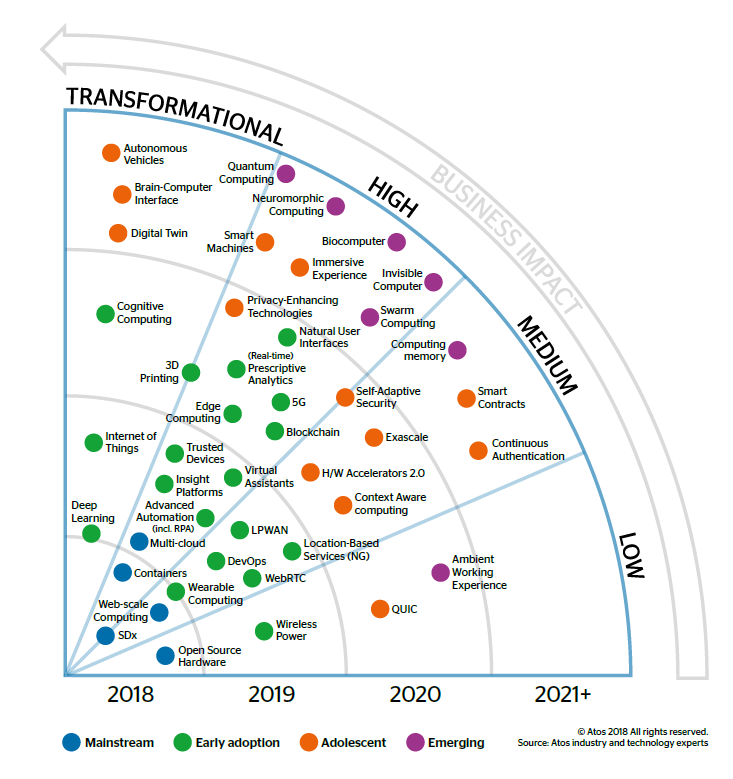 TRANSFORMATIONAL
HIGH
BUSINESS IMPACT
MEDIUM
LOW
Autonomous
Vehicles
Brain-Computer
Interface
Digital Twin
Quantum
Computing
Neuromorphic
Computing
Smart
Machines
Biocomputer
Immersive
Experience
Invisible
Computer
Cognitive
Computing
Privacy-Enhancing
Technologies
Swarm
Computing
Natural User
Interfaces
Computing
memory
3D
Printing
(Real-time)
Prescriptive
Analytics
Self-Adaptive
Security
Smart
Contracts
Edge
Computing
5G
Blockchain
Exascale
Continuous
Authentication
Internet of
Things
Trusted
Devices
Insight
Platforms
Virtual
Assistants
H/W Accelerators 2.0
Context Aware
computing
Deep
Learning
Advanced
Automation
(incl. RPA)
Multi-cloud
LPWAN
Location-Based
Services (NG)
DevOps
WebRTC
Containers
Wearable
Computing
Ambient
Working
Experience
Web-scale
Computing
QUIC
SDx
Wireless
Power
Open Source
Hardware
2018
2019
2020
2021+
Mainstream
Early adoption
Adolescent
Emerging
© Atos 2018 All rights reserved.
Source: Atos industry and technology experts